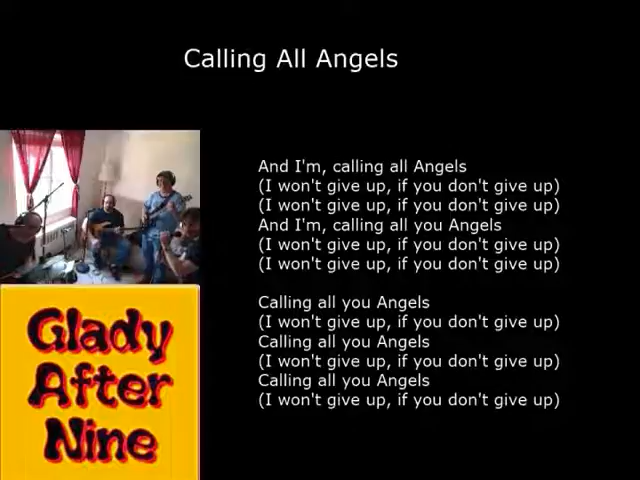 Calling All Angels
And I'm, calling all Angels
(I won't give up, if you don't give up)
(I won't give up, if you don't give up)
And I'm, calling all you Angels
(I won't give up, if you don't give up)
(I won't give up, if you don't give up)
Calling all you Angels
(I won't give up, if you don't give up)
Calling all you Angels
(I won't give up, if you don't give up)
Calling all you Angels
(I won't give up, if you don't give up)
Glady
After
Nine